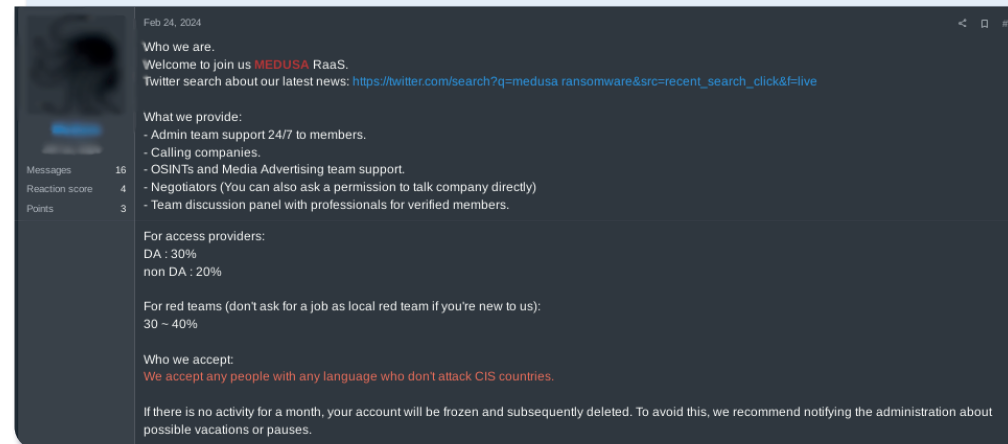 Feb 24, 2024
Who we are.
Welcome to join us MEDUSA RaaS.
Twitter search about our latest news: https://twitter.com/search?q=medusa ransomware&src=recent_search_click&f=live
What we provide:
- Admin team support 24/7 to members.
- Calling companies.
- OSINTs and Media Advertising team support.
- Negotiators (You can also ask a permission to talk company directly)
- Team discussion panel with professionals for verified members.
Messages 16
Reaction score 4
Points 3
For access providers:
DA : 30%
non DA : 20%
For red teams (don't ask for a job as local red team if you're new to us):
30 ~ 40%
Who we accept:
We accept any people with any language who don't attack CIS countries.
If there is no activity for a month, your account will be frozen and subsequently deleted. To avoid this, we recommend notifying the administration about
possible vacations or pauses.